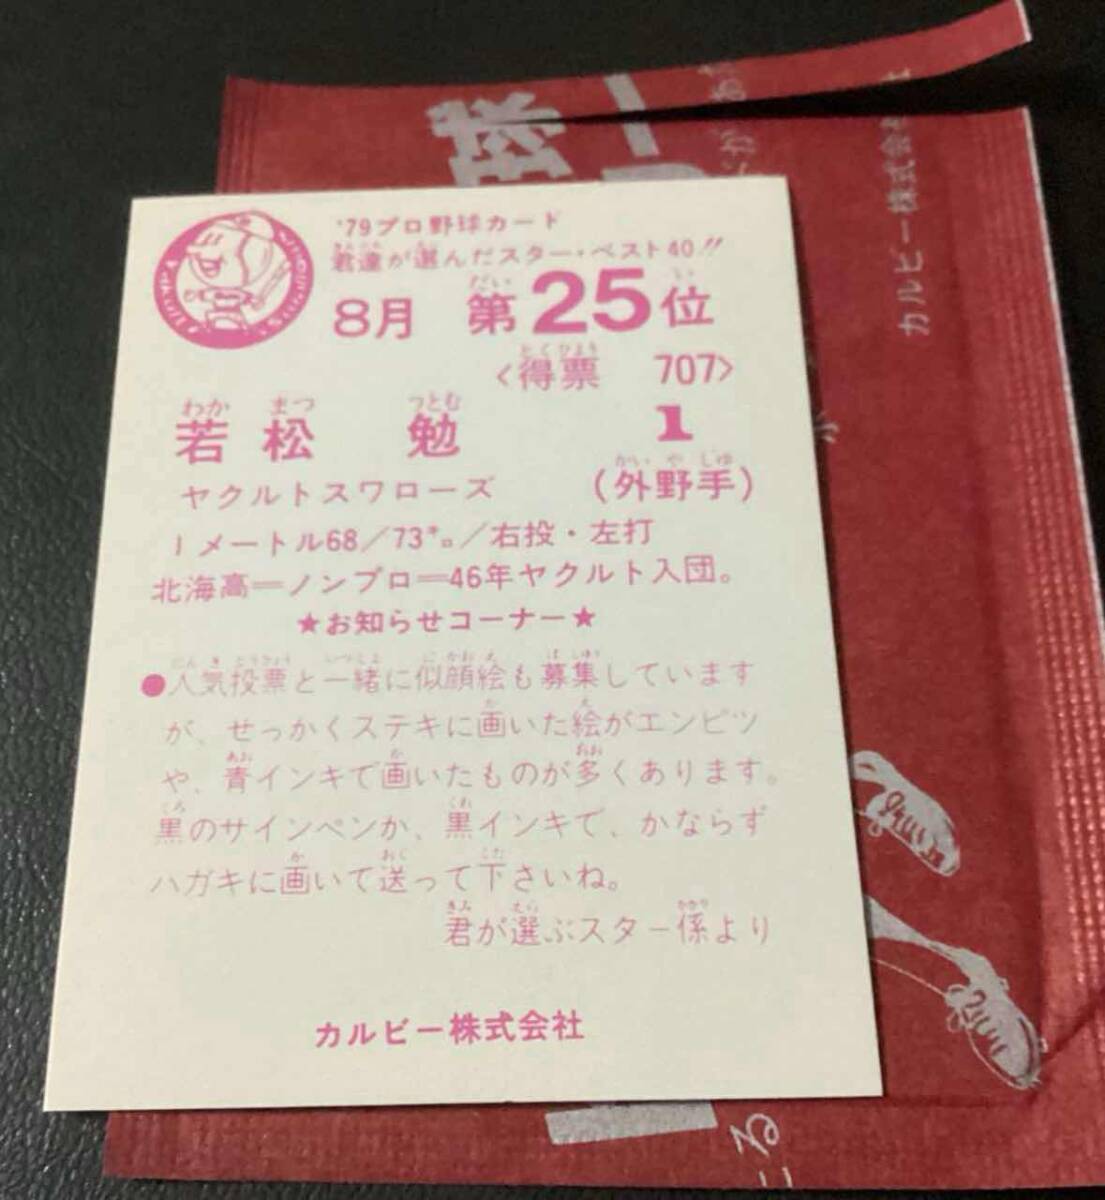 '79プロ野球カード
君達が選んだスター・ベスト40!!
8月 第25位
<得票 707>
若松 勉 1
ヤクルトスワローズ (外野手)
1メートル68/73㌔/右投・左打
北海高=ノンプロ=46年ヤクルト入団。
★お知らせコーナー★
●人気投票と一緒に似顔絵も募集しています
が、せっかくステキに画いた絵がエンピツ
や、青インキで画いたものが多くあります。
黒のサインペンか、黒インキで、かならず
ハガキに画いて送って下さいね。
君が選ぶスター係より
カルビー株式会社
カルビー株式会社